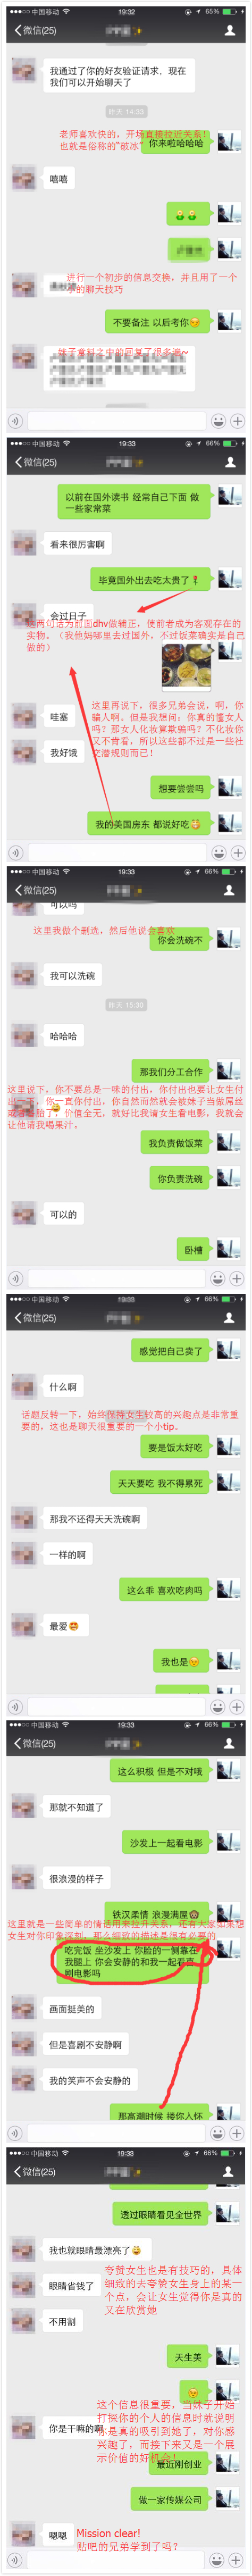 中国移动 19:32 65%
微信(25)
我通过了你的好友验证请求，现在
我们可以开始聊天了
昨天 14:33
老师喜欢快的，开场直接拉近关系！
也就是俗称的"破冰"
你来啦哈哈哈
嘻嘻
进行一个初步的信息交换，并且用了一个
小的聊天技巧
不要备注 以后考你
妹子意料之中的回复了很多遍~
中国移动 19:33 66%
微信(25)
以前在国外读书 经常自己下面 做
一些家常菜
看来很厉害啊
毕竟国外出去吃太贵了
会过日子
这两句话为前面dhv做辅正，使前者成为客观存在的
实物。（我他妈哪里去过国外，不过饭菜确实是自己
做的）
哇塞
我好饿
这里再说下，很多兄弟会说，啊，你
骗人啊，但是我想问：你真的懂女人
吗？那女人化妆算欺骗吗？不化妆你
又不肯看，所以这些都不过是一些社
交潜规则而已！
想要尝尝吗
我的美国房东 都说好吃
中国移动 19:33 66%
微信(25)
可以吗
这里我做个删选，然后他说会喜欢
你会洗碗不
我可以洗碗
昨天 15:30
哈哈哈
那我们分工合作
这里说下，你不要总是一味的付出，你付出也要让女生付
出一下，你一直你付出，你自然而然就会被妹子当做屌丝
或者备胎了，价值全无，就好比我请女生看电影，我就会
让他请我喝果汁。
我负责做饭菜
你负责洗碗
可以的
卧槽
中国移动 19:33 66%
微信(25)
感觉把自己卖了
什么啊
话题反转一下，始终保持女生较高的兴趣点是非常重
要的，这也是聊天很重要的一个小tip。
要是饭太好吃
天天要吃 我不得累死
那我不还得天天洗碗啊
一样的啊
这么乖 喜欢吃肉吗
最爱
我也是
中国移动 19:33 66%
微信(25)
这么积极 但是不对哦
那就不知道了
沙发上一起看电影
很浪漫的样子
铁汉柔情 浪漫满屋
这里就是一些简单的情话用来拉升关系，还有大家如果想
女生对你印象深刻，那么细致的描述是很有必要的
吃完饭 坐沙发上 你脸的一侧靠在
我腿上 你会安静的和我一起看喜
剧电影吗
画面挺美的
但是喜剧不安静啊
我的笑声不会安静的
那高潮时候 搂你人怀
中国移动 19:33 66%
微信(25)
透过眼睛看见全世界
我也就眼睛最漂亮了
眼睛省钱了
不用割
夸赞女生也是有技巧的，具体
细致的去夸赞女生身上的某一
个点，会让女生觉得你是真的
又在欣赏她
天生美
这个信息很重要，当妹子开始
打探你的个人的信息时就说明
你是真的吸引到她了，对你感
兴趣了，而接下来又是一个展
示价值的好机会！
你是干嘛的啊
最近刚创业
做一家传媒公司
嗯嗯
Mission clear!
贴吧的兄弟学到了吗？